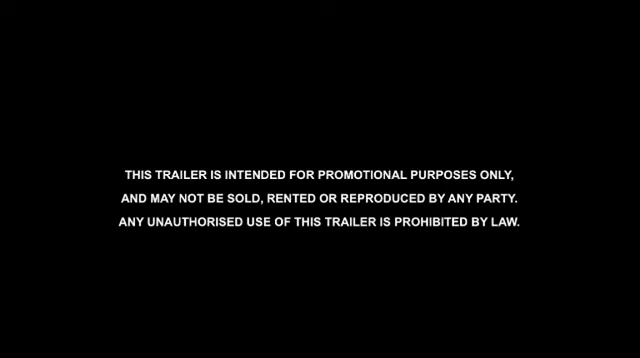 THIS TRAILER IS INTENDED FOR PROMOTIONAL PURPOSES ONLY,
AND MAY NOT BE SOLD, RENTED OR REPRODUCED BY ANY PARTY.
ANY UNAUTHORISED USE OF THIS TRAILER IS PROHIBITED BY LAW.